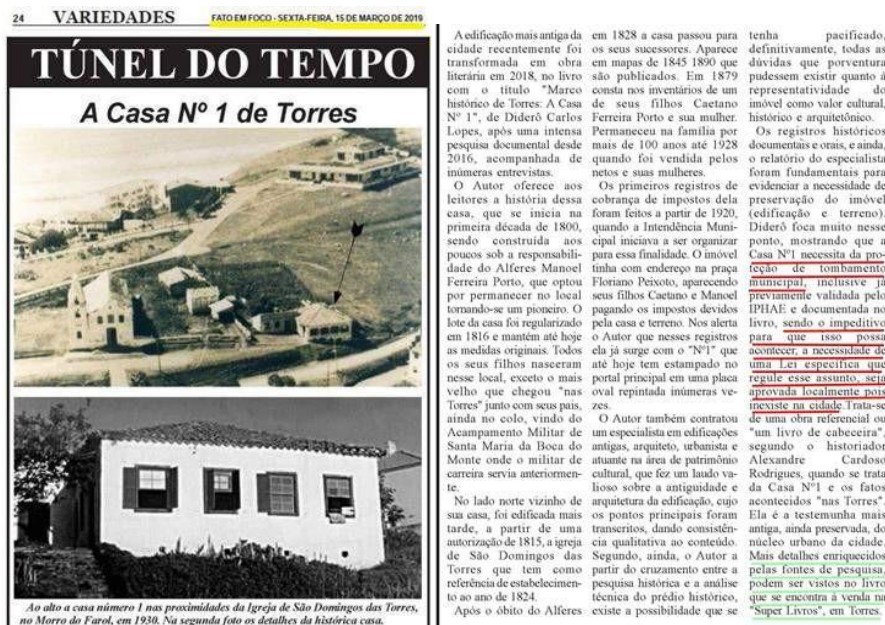 24 VARIEDADES FATO EM FOCO - SEXTA-FEIRA, 15 DE MARÇO DE 2019
TÚNEL DO TEMPO
A Casa Nº 1 de Torres
Ao alto a casa número 1 nas proximidades da Igreja de São Domingos das Torres,
no Morro do Farol, em 1930. Na segunda foto os detalhes da histórica casa.
A edificação mais antiga da
cidade recentemente foi
transformada em obra
literária em 2018, no livro
com o título "Marco
histórico de Torres: A Casa
Nº 1", de Diderô Carlos
Lopes, após uma intensa
pesquisa documental desde
2016, acompanhada de
inúmeras entrevistas.
O Autor oferece aos
leitores a história dessa
casa, que se inicia na
primeira década de 1800,
sendo construída aos
poucos sob a responsabili-
dade do Alferes Manoel
Ferreira Porto, que optou
por permanecer no local
tornando-se um pioneiro. O
lote da casa foi regularizado
em 1816 e mantém até hoje
as medidas originais. Todos
os seus filhos nasceram
nesse local, exceto o mais
velho que chegou "nas
Torres" junto com seus pais,
ainda no colo, vindo do
Acampamento Militar de
Santa Maria da Boca do
Monte onde o militar de
carreira servia anteriormen-
te.
No lado norte vizinho de
sua casa, foi edificada mais
tarde, a partir de uma
autorização de 1815, a igreja
de São Domingos das
Torres que tem como
referência de estabelecimen-
to ao ano de 1824.
Após o óbito do Alferes
em 1828 a casa passou para
os seus sucessores. Aparece
em mapas de 1845 1890 que
são publicados. Em 1879
consta nos inventários de um
de seus filhos Caetano
Ferreira Porto e sua mulher.
Permaneceu na família por
mais de 100 anos até 1928
quando foi vendida pelos
netos e suas mulheres.
Os primeiros registros de
cobrança de impostos dela
foram feitos a partir de 1920,
quando a Intendência Muni-
cipal iniciava a ser organizar
para essa finalidade. O imóvel
tinha com endereço na praça
Floriano Peixoto, aparecendo
seus filhos Caetano e Manoel
pagando os impostos devidos
pela casa e terreno. Nos alerta
o Autor que nesses registros
ela já surge com o "Nº1" que
até hoje tem estampado no
portal principal em uma placa
oval repintada inúmeras ve-
zes.
O Autor também contratou
um especialista em edificações
antigas, arquiteto, urbanista e
atuante na área de patrimônio
cultural, que fez um laudo va-
lioso sobre a antiguidade e
arquitetura da edificação, cujo
os pontos principais foram
transcritos, dando consistên-
cia qualitativa ao conteúdo.
Segundo, ainda, o Autor a
partir do cruzamento entre a
pesquisa histórica e a análise
técnica do prédio histórico,
existe a possibilidade que se
tenha pacificado,
definitivamente, todas as
dúvidas que porventura
pudessem existir quanto à
representatividade do
imóvel como valor cultural,
histórico e arquitetônico.
Os registros históricos
documentais e orais, e ainda,
o relatório do especialista
foram fundamentais para
evidenciar a necessidade de
preservação do imóvel
(edificação e terreno).
Diderô foca muito nesse
ponto, mostrando que a
Casa Nº1 necessita da pro-
teção de tombamento
municipal, inclusive já
previamente validada pelo
IPHAE e documentada no
livro, sendo o impeditivo
para que isso possa
acontecer, a necessidade de
uma Lei específica que
regule esse assunto, seja
aprovada localmente pois
inexiste na cidade.Trata-se
de uma obra referencial ou
"um livro de cabeceira",
segundo o historiador
Alexandre Cardoso
Rodrigues, quando se trata
da Casa Nº1 e os fatos
acontecidos "nas Torres".
Ela é a testemunha mais
antiga, ainda preservada, do
núcleo urbano da cidade.
Mais detalhes enriquecidos
pelas fontes de pesquisa,
podem ser vistos no livro
que se encontra à venda na
"Super Livros", em Torres.